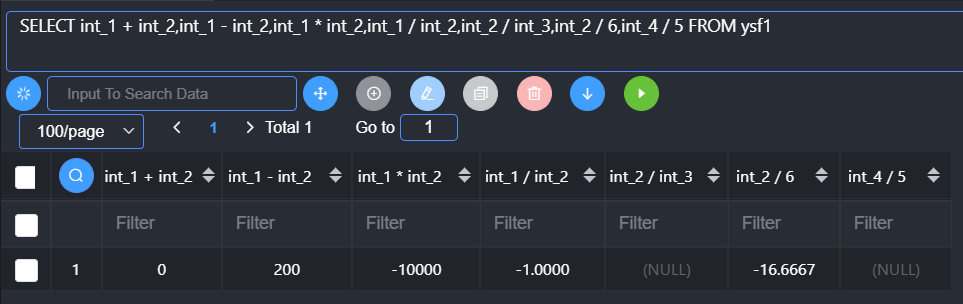 SELECT int_1 + int_2,int_1 - int_2,int_1 * int_2,int_1 / int_2,int_2 / int_3,int_2 / 6,int_4 / 5 FROM ysf1
Input To Search Data
100/page 1 Total 1 Go to 1
int_1 + int_2 int_1 - int_2 int_1 * int_2 int_1 / int_2 int_2 / int_3 int_2 / 6 int_4 / 5
Filter Filter Filter Filter Filter Filter Filter
1 0 200 -10000 -1.0000 (NULL) -16.6667 (NULL)